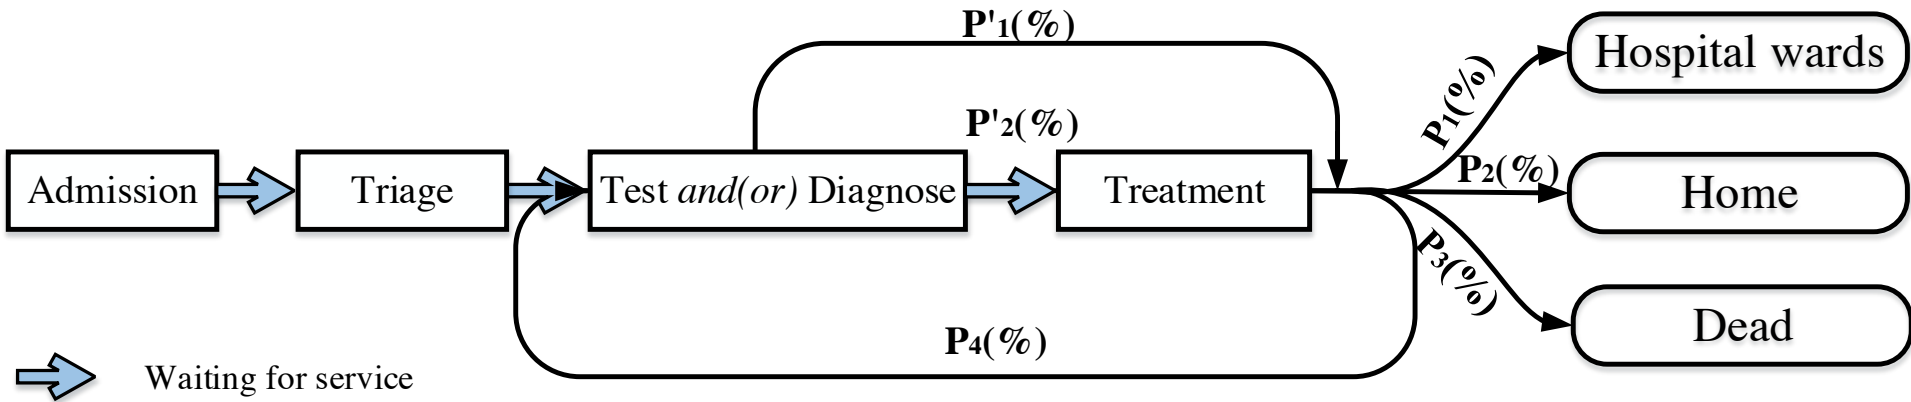 P'1(%)
Hospital wards
P1(%)
P'2(%)
Admission
Triage
Test and(or) Diagnose
Treatment
P2(%)
Home
P3(%)
Dead
P4(%)
Waiting for service